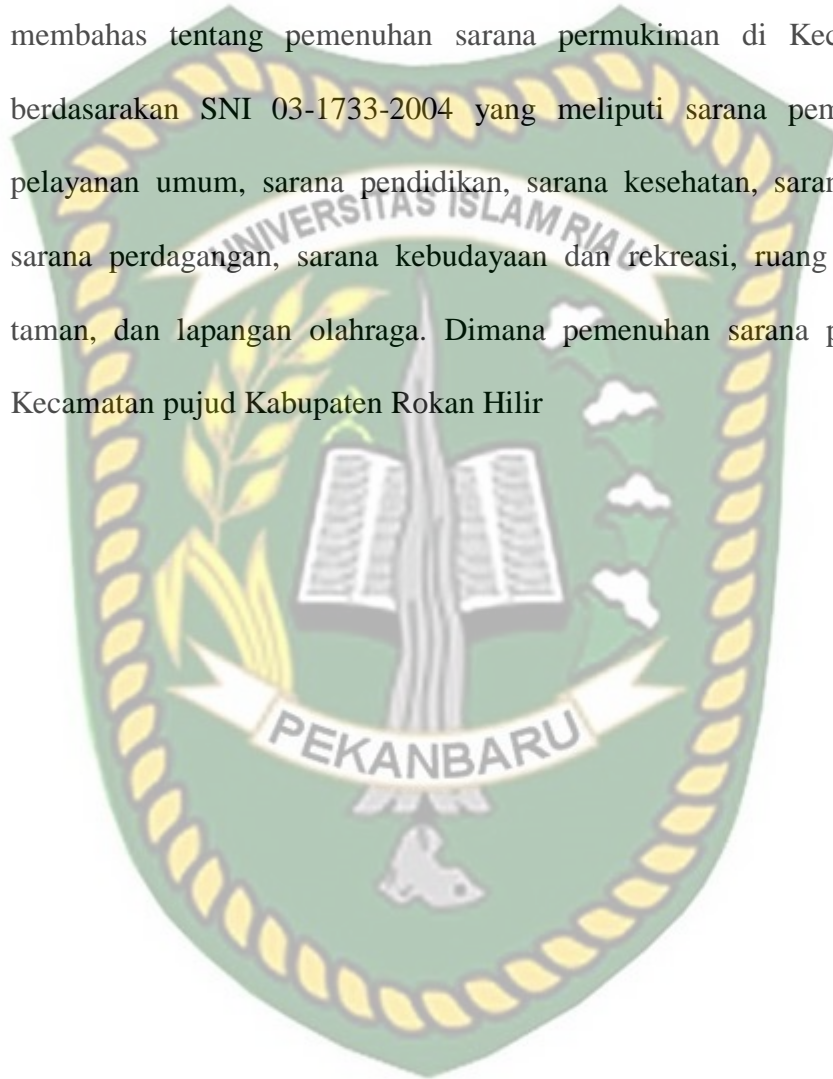 membahas tentang pemenuhan sarana permukiman di
berdasarakan SNI 03-1733-2004 yang meliputi sarana
pelayanan umum, sarana pendidikan, sarana kesehatan,
sarana perdagangan, sarana kebudayaan dan rekreasi, ruang
taman, dan lapangan olahraga. Dimana pemenuhan sarana
Kecamatan pujud Kabupaten Rokan Hilir
UNIVERSITAS ISLAM RIAU
PEKANBARU